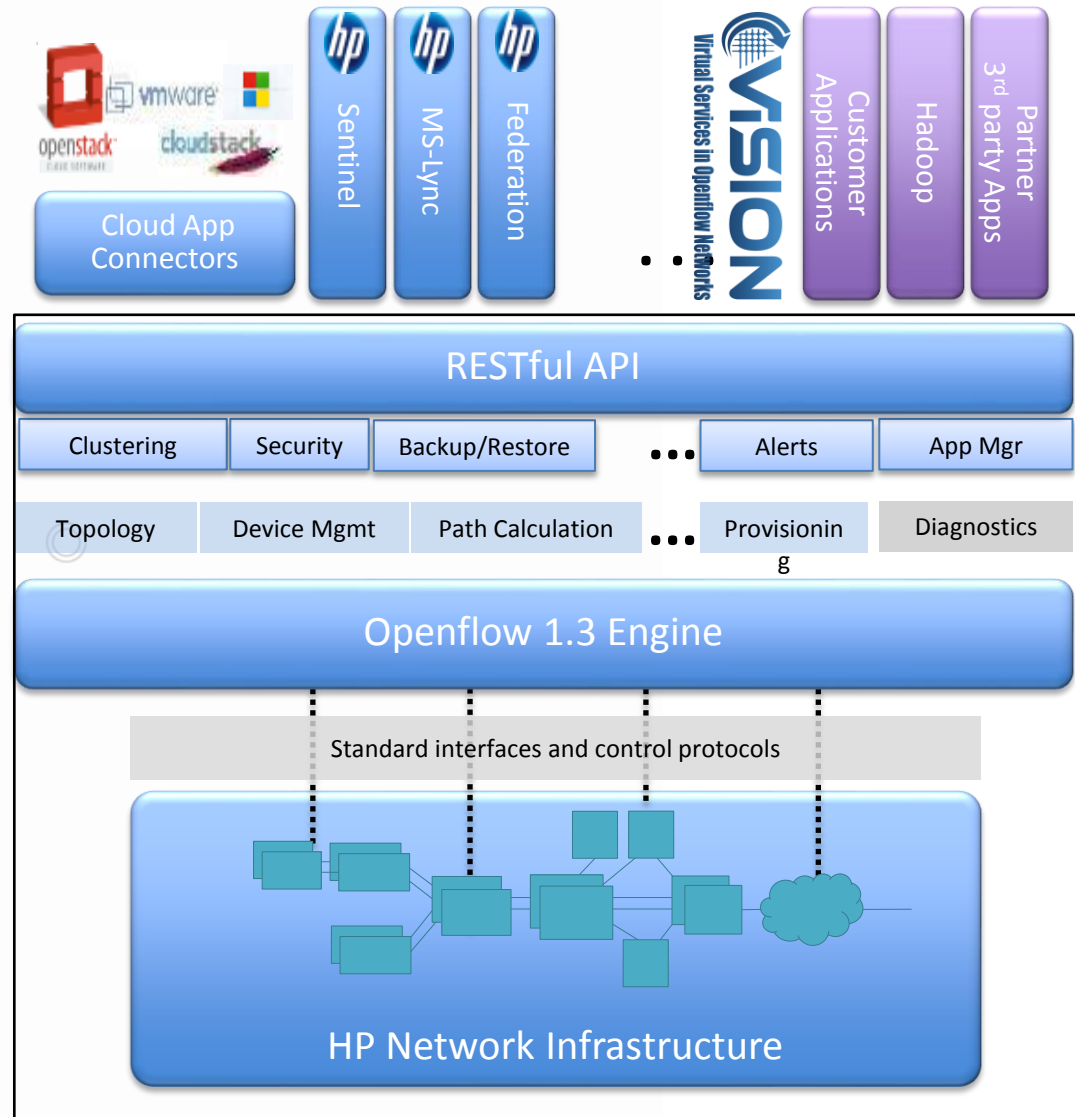 openstack
CLOUD SOFTWARE
vmware
cloudstack
Cloud App
Connectors
hp
Sentinel
hp
MS-Lync
hp
Federation
...
VISION
Virtual Services in Openflow Networks
Customer
Applications
Hadoop
Partner
3rd party Apps
RESTful API
Clustering
Security
Backup/Restore
...
Alerts
App Mgr
Topology
Device Mgmt
Path Calculation
...
Provisionin
g
Diagnostics
Openflow 1.3 Engine
Standard interfaces and control protocols
HP Network Infrastructure